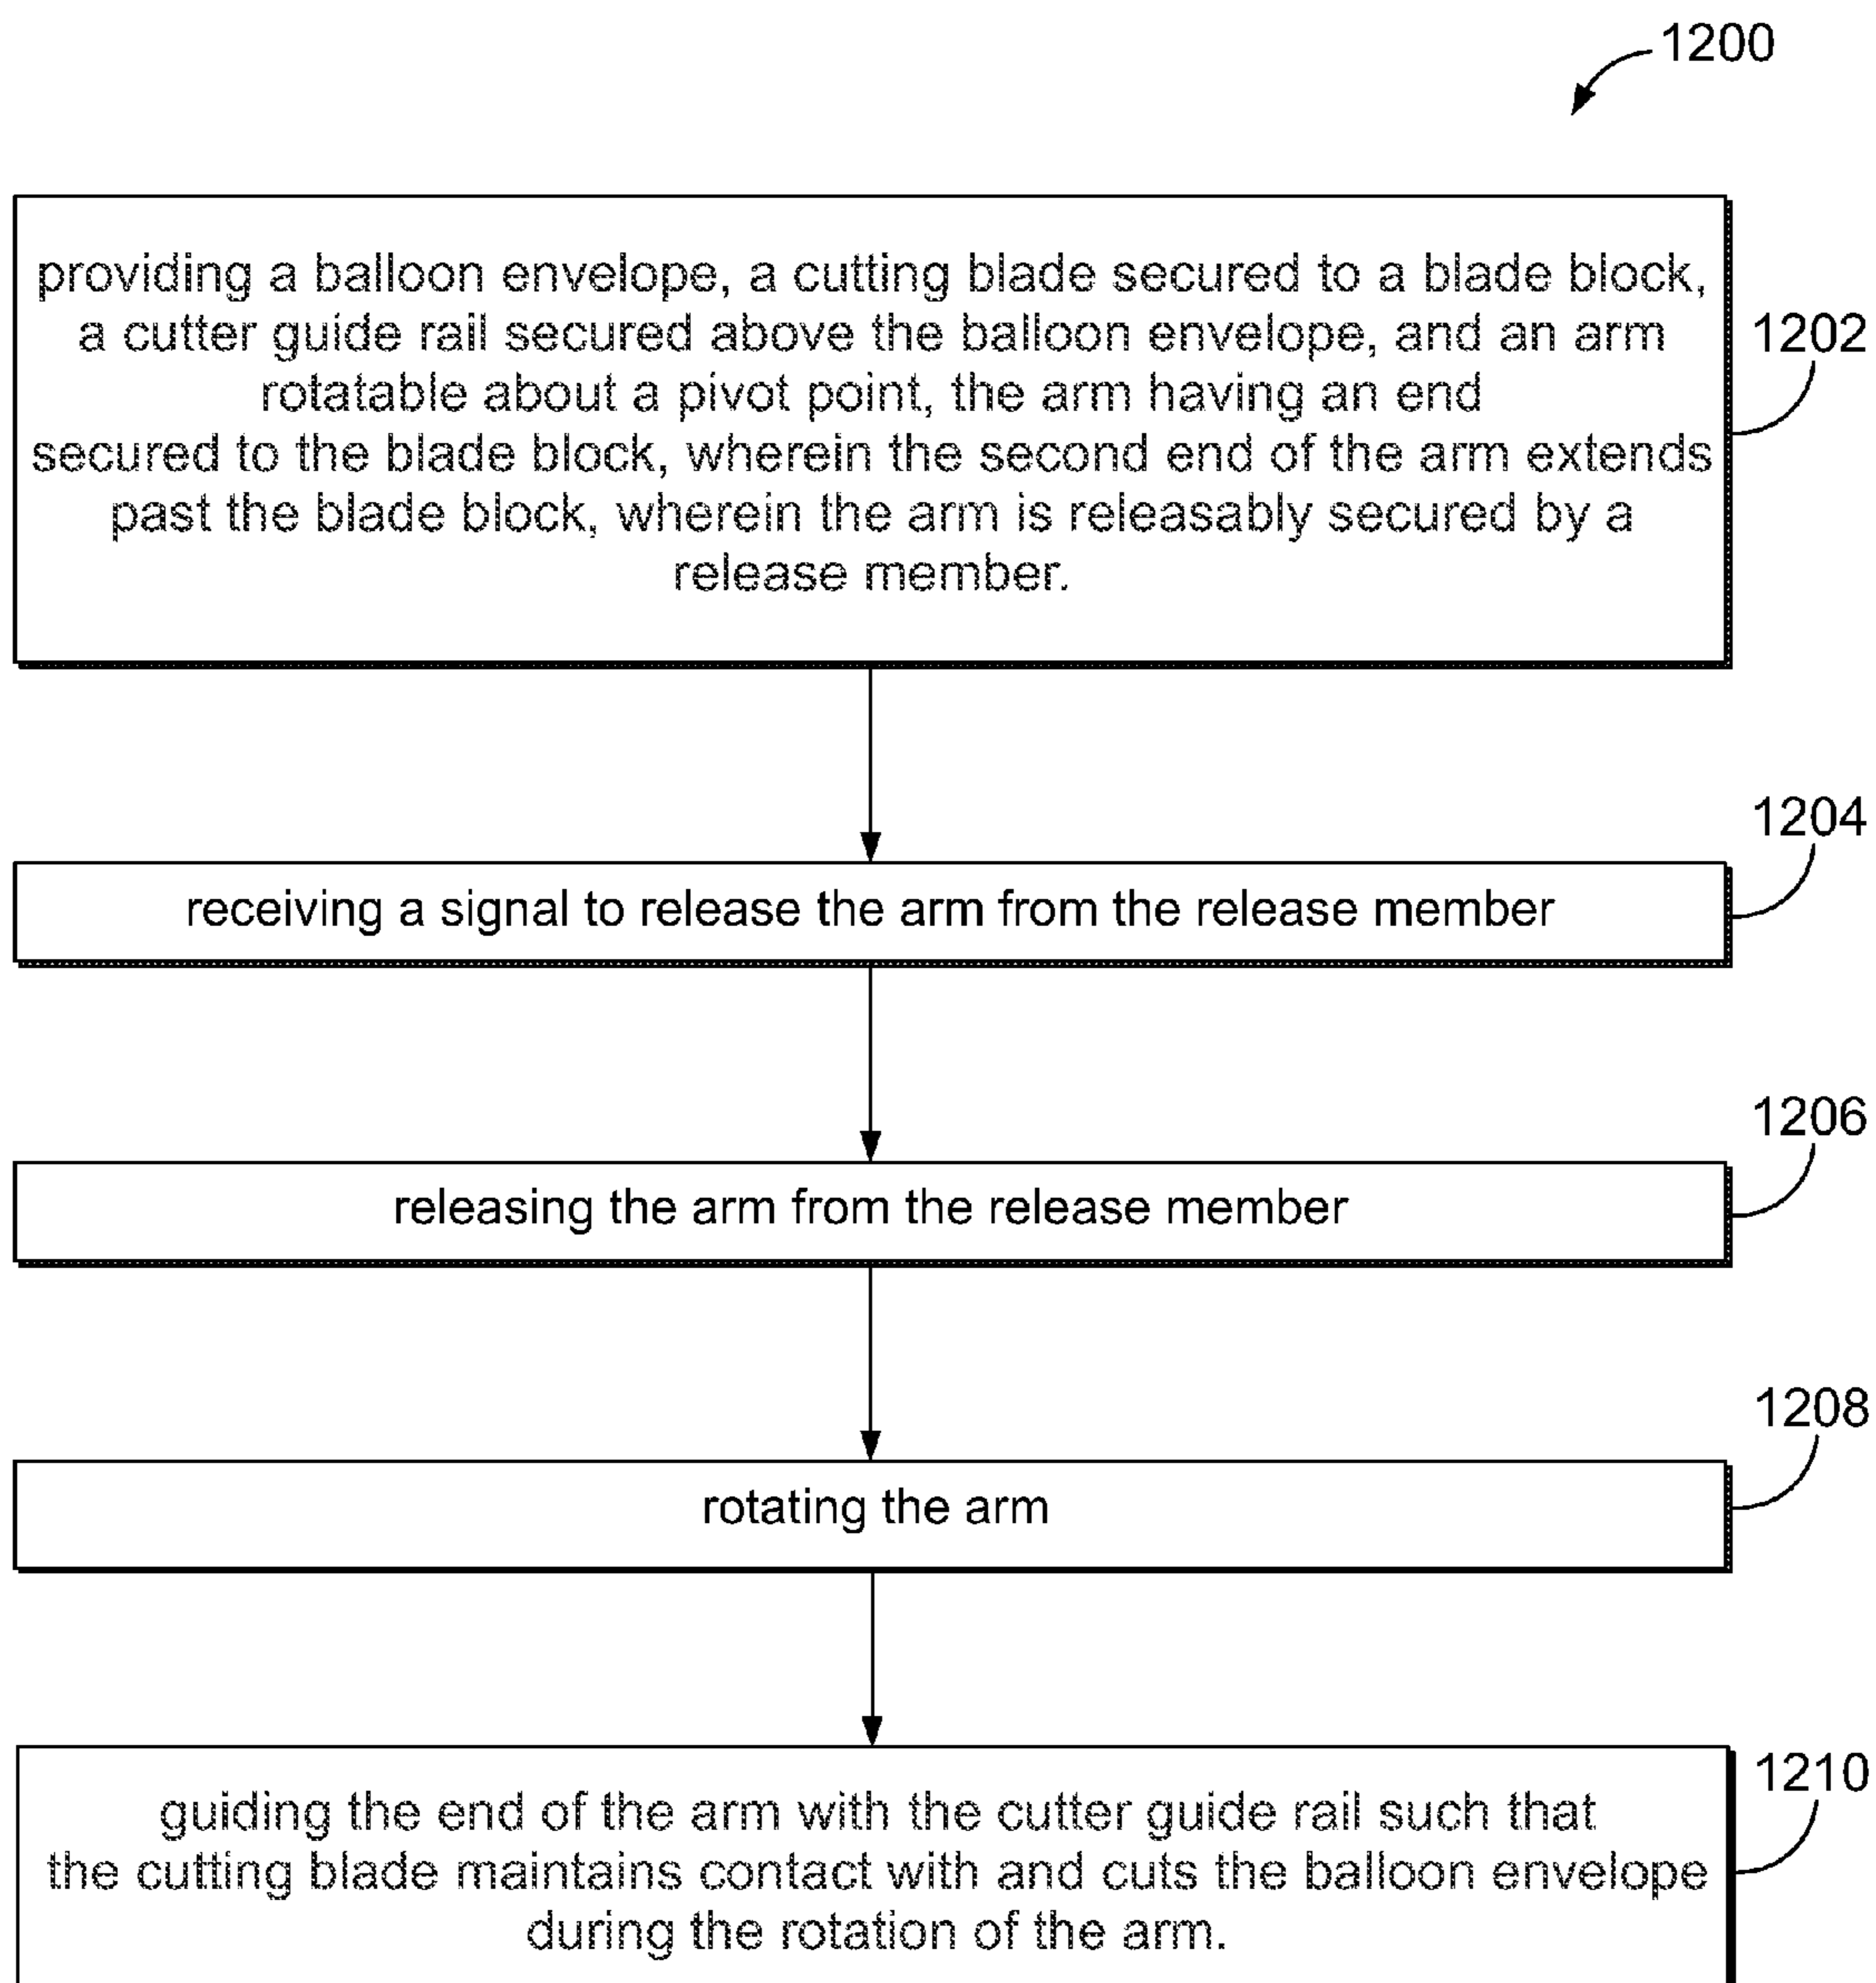 1200
providing a balloon envelope, a cutting blade secured to a blade block,
a cutter guide rail secured above the balloon envelope, and an arm
rotatable about a pivot point, the arm having an end
secured to the blade block, wherein the second end of the arm extends
past the blade block, wherein the arm is releasably secured by a
release member.
1202
1204
receiving a signal to release the arm from the release member
1206
releasing the arm from the release member
1208
rotating the arm
1210
guiding the end of the arm with the cutter guide rail such that
the cutting blade maintains contact with and cuts the balloon envelope
during the rotation of the arm.